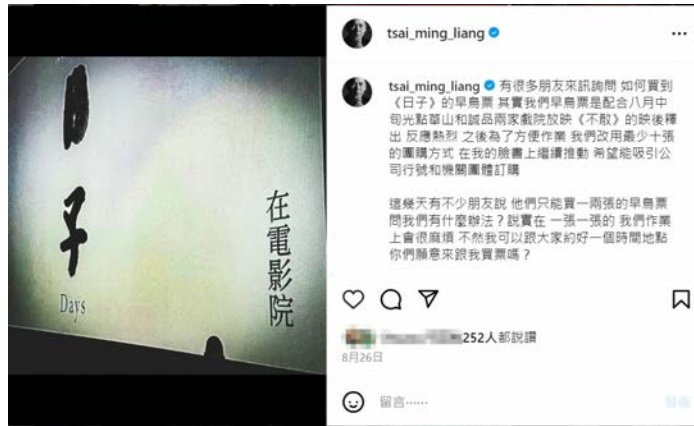 日子
Days
在電影院
tsai_ming_liang
tsai_ming_liang 有很多朋友來訊詢問 如何買到
《日子》的早鳥票 其實我們早鳥票是配合八月中
旬光點華山和誠品兩家戲院放映《不散》的映後釋
出 反應熱烈 之後為了方便作業 我們改用最少十張
的團購方式 在我的臉書上繼續推動 希望能吸引公
司行號和機關團體訂購
這幾天有不少朋友說 他們只能買一兩張的早鳥票
問我們有什麼辦法？說實在 一張一張的 我們作業
上會很麻煩 不然我可以跟大家約好一個時間地點
你們願意來跟我買票嗎？
252人都說讚
8月26日
留言......